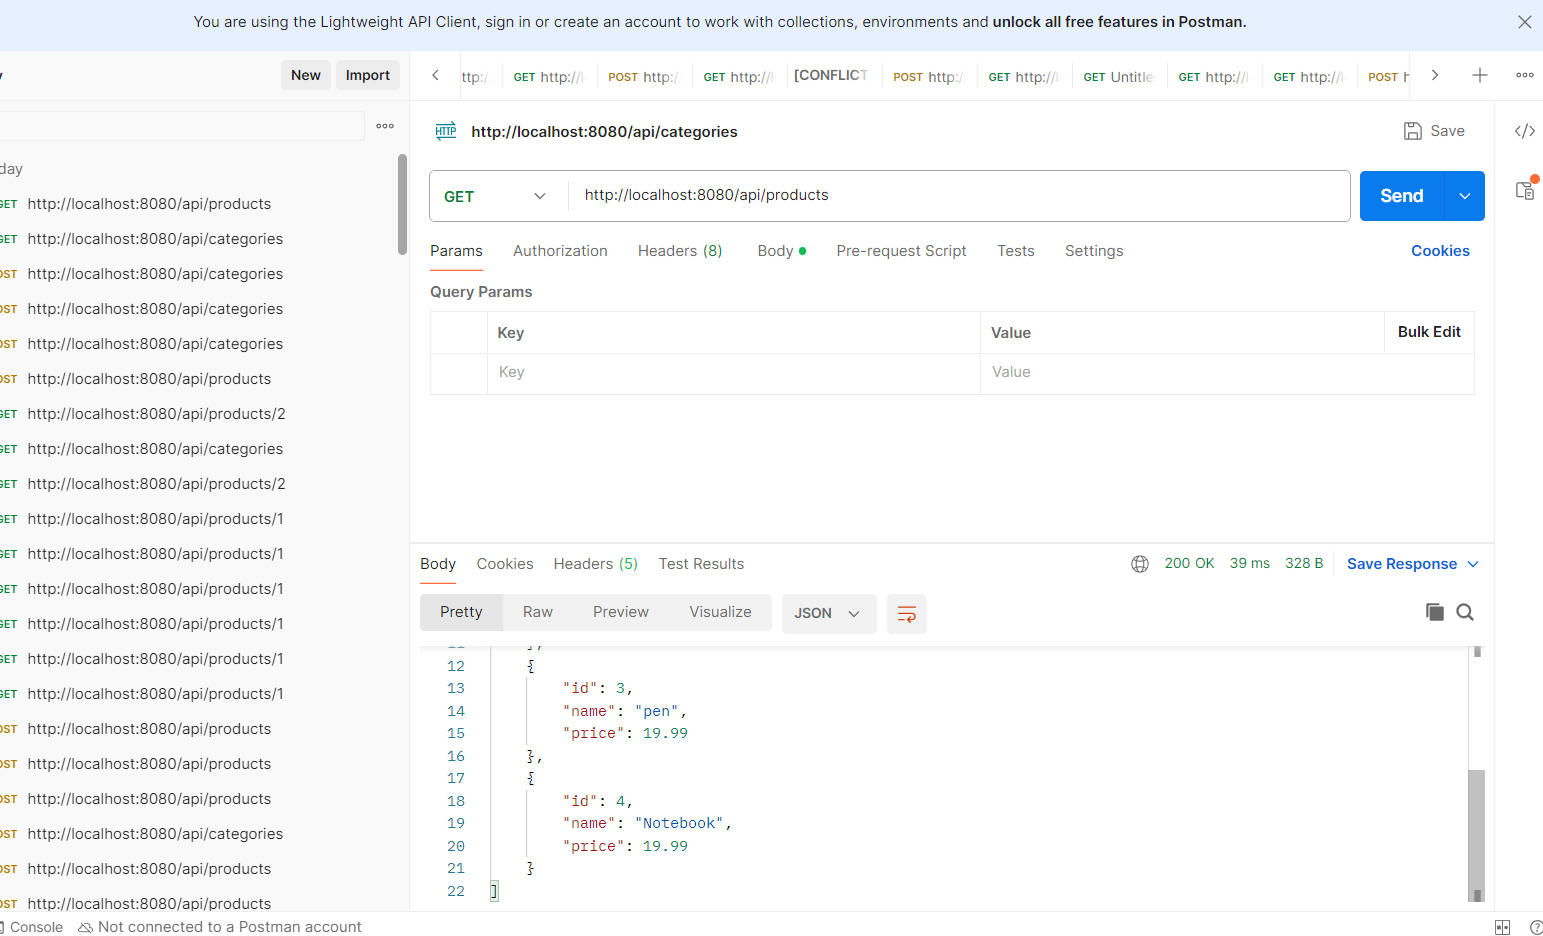 You are using the Lightweight API Client, sign in or create an account to work with collections, environments and unlock all free features in Postman.
New Import
GET http://l POST http:/ GET http://l [CONFLICT POST http:/ GET http://l GET Untitle GET http://l GET http://l POST h
http://localhost:8080/api/categories Save
GET http://localhost:8080/api/products Send
Params Authorization Headers (8) Body Pre-request Script Tests Settings Cookies
Query Params
Key Value Bulk Edit
Key Value
day
GET http://localhost:8080/api/products
GET http://localhost:8080/api/categories
OST http://localhost:8080/api/categories
OST http://localhost:8080/api/categories
OST http://localhost:8080/api/categories
OST http://localhost:8080/api/products
GET http://localhost:8080/api/products/2
GET http://localhost:8080/api/categories
GET http://localhost:8080/api/products/2
GET http://localhost:8080/api/products/1
GET http://localhost:8080/api/products/1
GET http://localhost:8080/api/products/1
GET http://localhost:8080/api/products/1
GET http://localhost:8080/api/products/1
GET http://localhost:8080/api/products/1
OST http://localhost:8080/api/products
OST http://localhost:8080/api/products
OST http://localhost:8080/api/products
OST http://localhost:8080/api/categories
OST http://localhost:8080/api/products
OST http://localhost:8080/api/products
Body Cookies Headers (5) Test Results 200 OK 39 ms 328 B Save Response
Pretty Raw Preview Visualize JSON
12 {
13 "id": 3,
14 "name": "pen",
15 "price": 19.99
16 },
17 {
18 "id": 4,
19 "name": "Notebook",
20 "price": 19.99
21 }
22 ]
Console Not connected to a Postman account